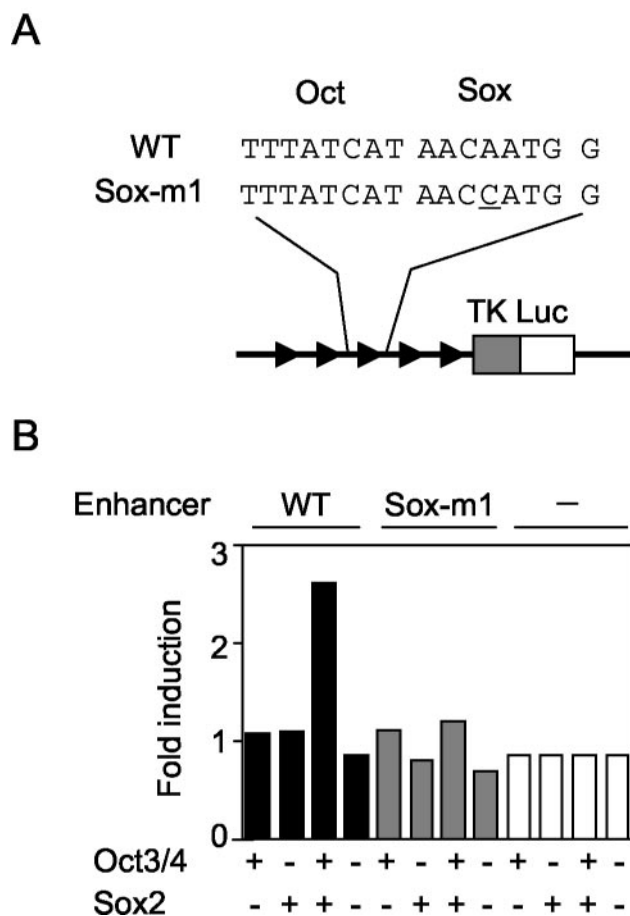 A
Oct Sox
WT TTTATCAT AACAATG G
Sox-m1 TTTATCAT AACCATG G
TK Luc
B
Enhancer WT Sox-m1 —
Fold induction
3
2
1
0
Oct3/4 + - + - + - + - + - + -
Sox2 - + + - - + + - - + + -